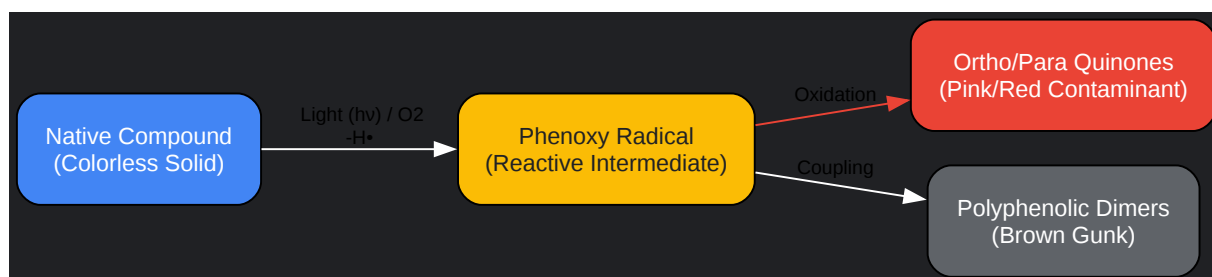 Native Compound
(Colorless Solid)
Light (hν) / O2
-H•
Phenoxy Radical
(Reactive Intermediate)
Oxidation
Coupling
Ortho/Para Quinones
(Pink/Red Contaminant)
Polyphenolic Dimers
(Brown Gunk)